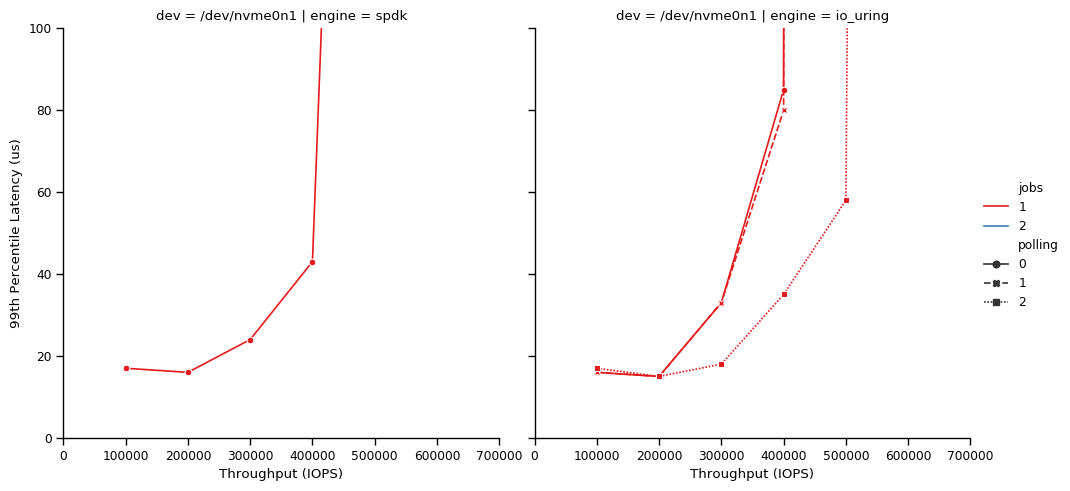 dev = /dev/nvme0n1 | engine = spdk
dev = /dev/nvme0n1 | engine = io_uring
100
80
60
40
20
0
99th Percentile Latency (us)
0 100000 200000 300000 400000 500000 600000 700000
0 100000 200000 300000 400000 500000 600000 700000
Throughput (IOPS)
Throughput (IOPS)
jobs
1
2
polling
0
1
2